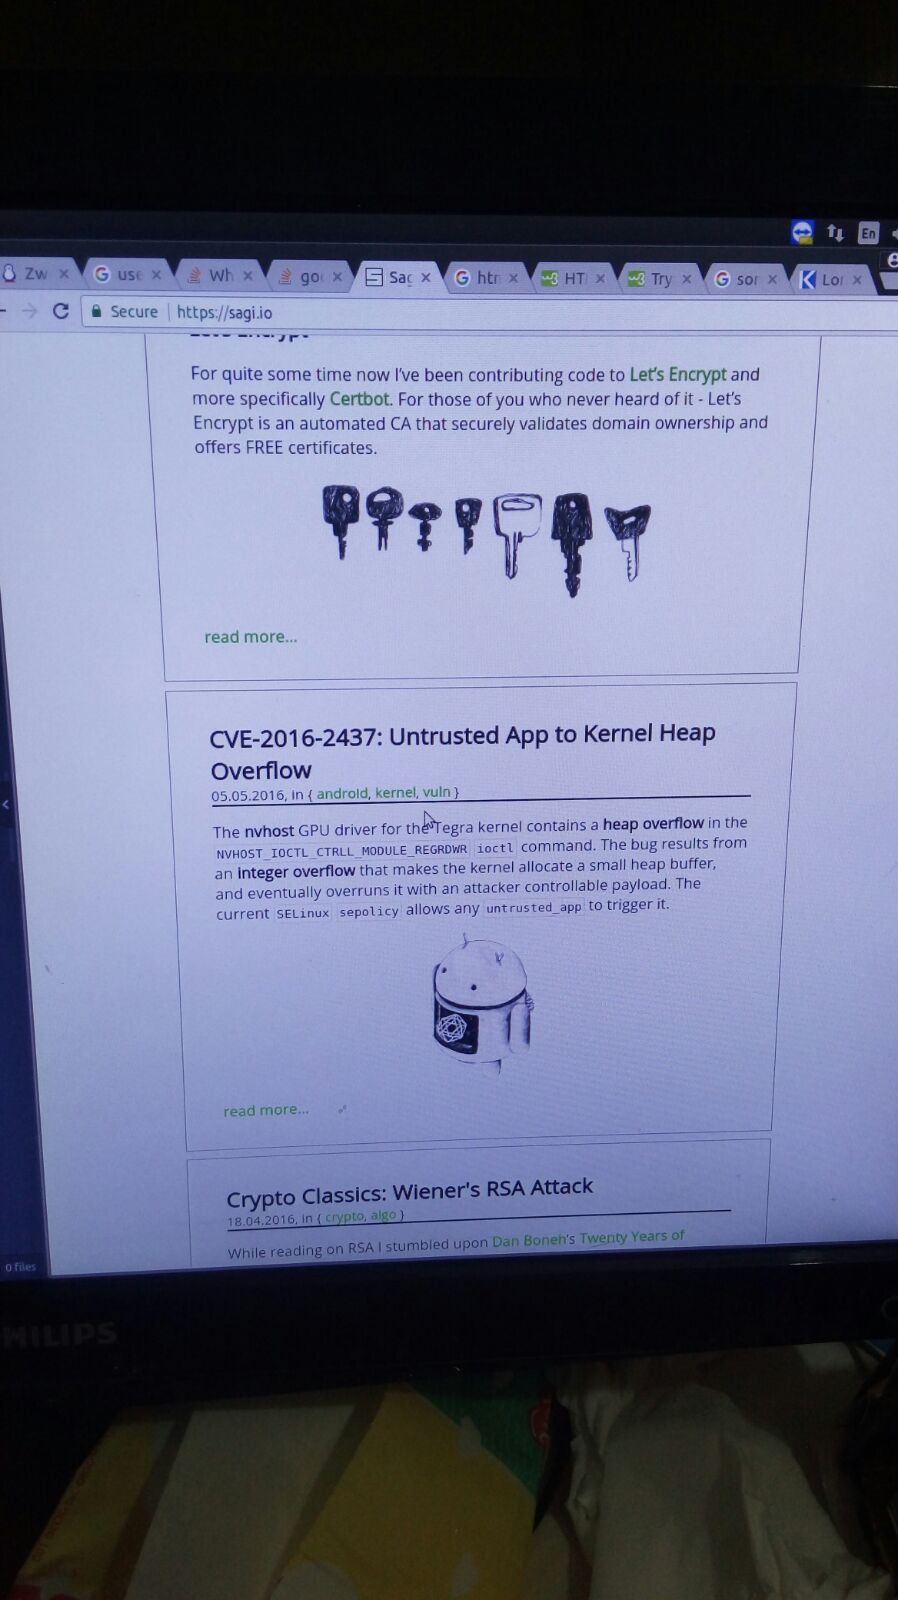 En
Zw
use
Wh
goo
Sag
htm
HT
Try
sor
Lor
Secure | https://sagi.io
Let's Encrypt
For quite some time now I've been contributing code to Let's Encrypt and
more specifically Certbot. For those of you who never heard of it - Let's
Encrypt is an automated CA that securely validates domain ownership and
offers FREE certificates.
read more...
CVE-2016-2437: Untrusted App to Kernel Heap
Overflow
05.05.2016, in { android, kernel, vuln }
The nvhost GPU driver for the Tegra kernel contains a heap overflow in the
NVHOST_IOCTL_CTRLL_MODULE_REGRDWR ioctl command. The bug results from
an integer overflow that makes the kernel allocate a small heap buffer,
and eventually overruns it with an attacker controllable payload. The
current SELinux sepolicy allows any untrusted_app to trigger it.
read more...
Crypto Classics: Wiener's RSA Attack
18.04.2016, in { crypto, algo }
While reading on RSA I stumbled upon Dan Boneh's Twenty Years of
0 files
PHILIPS